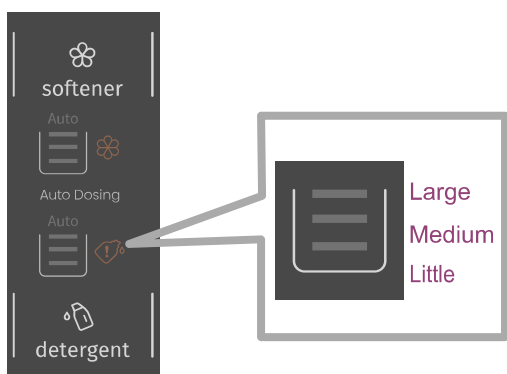 softener
Auto
Auto Dosing
Auto
detergent
Large
Medium
Little